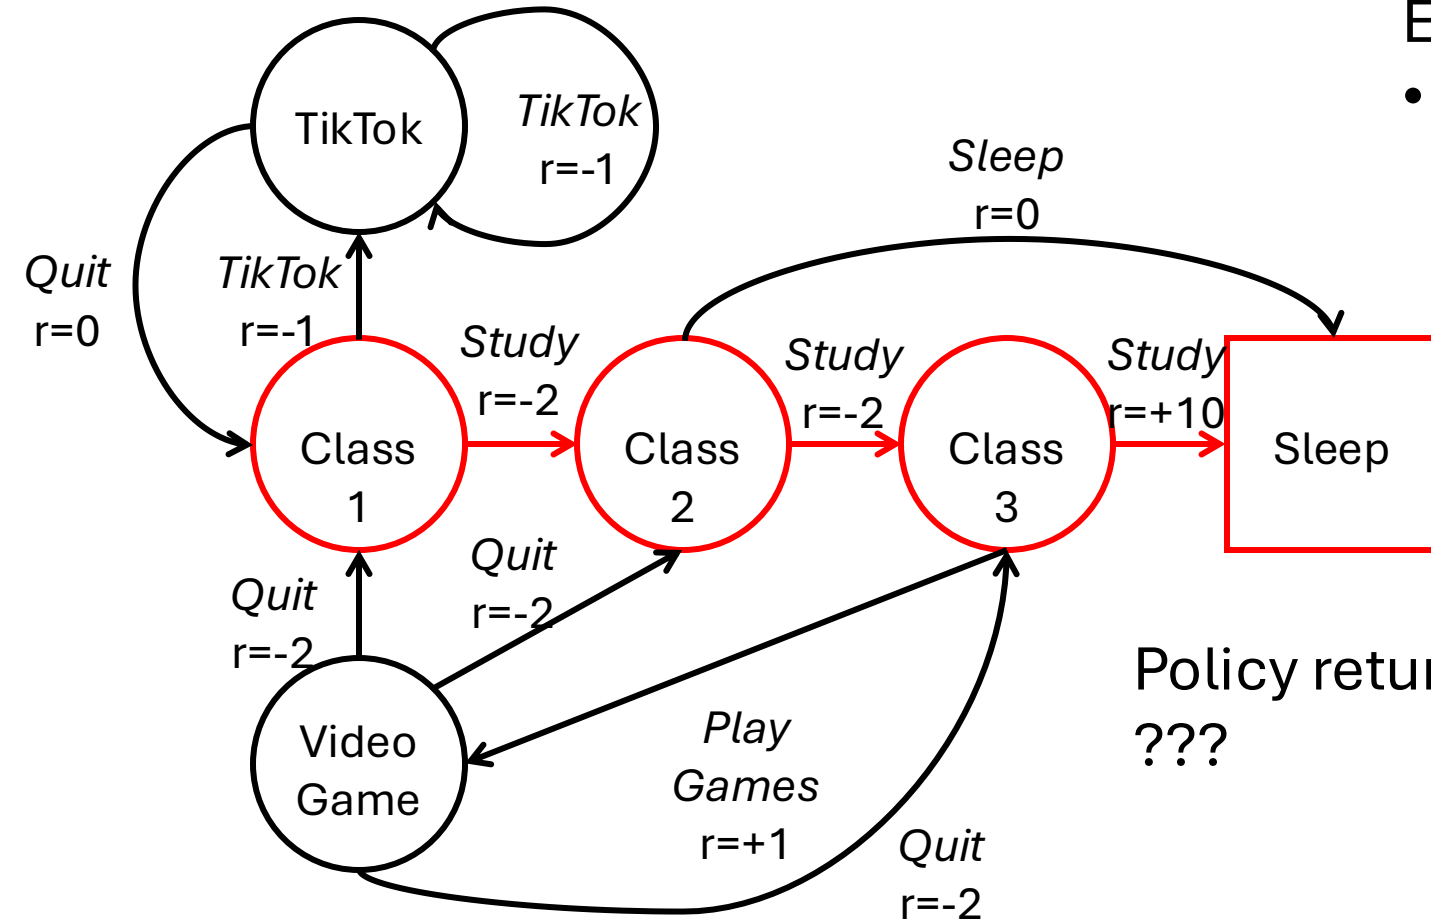 E
•
TikTok
TikTok
r=-1
Sleep
r=0
Quit
r=0
TikTok
r=-1
Study
r=-2
Study
r=-2
Study
r=+10
Class
1
Class
2
Class
3
Sleep
Quit
r=-2
Quit
r=-2
Video
Game
Play
Games
r=+1
Quit
r=-2
Policy retur
???